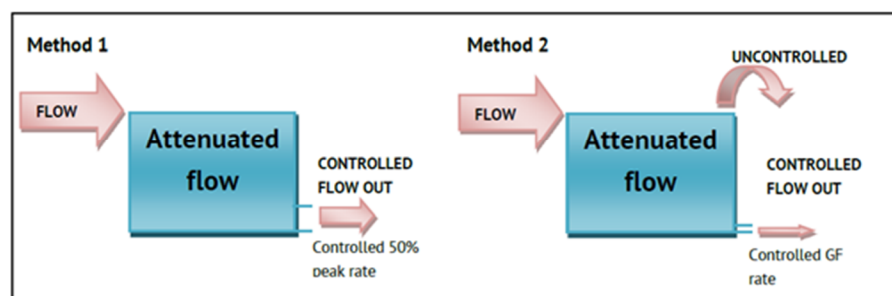 Method 1
FLOW
Attenuated
flow
CONTROLLED
FLOW OUT
Controlled 50%
peak rate
Method 2
UNCONTROLLED
FLOW
Attenuated
flow
CONTROLLED
FLOW OUT
Controlled GF
rate